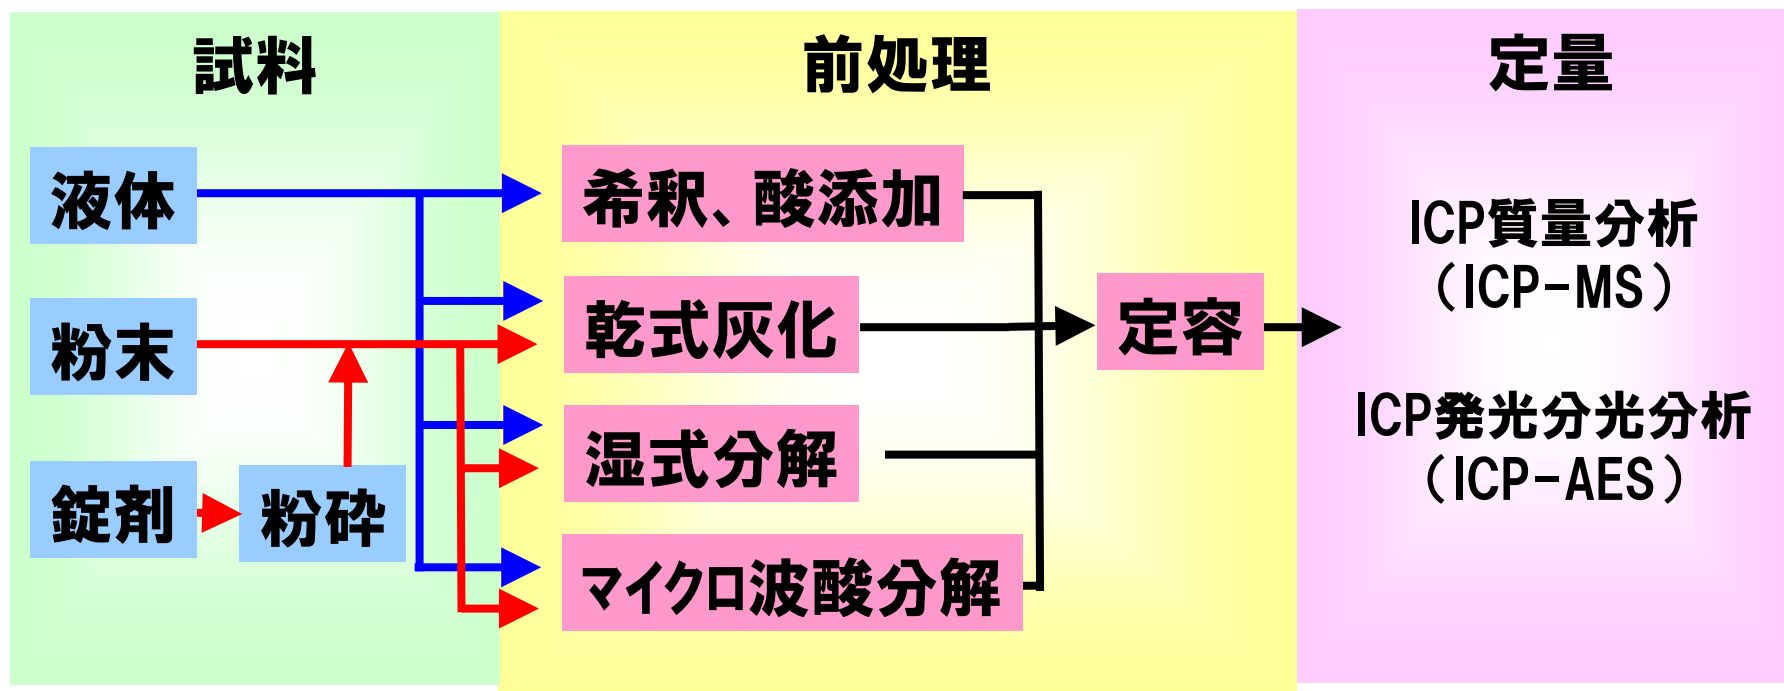 試料
液体
粉末
錠剤
粉砕
前処理
希釈、酸添加
乾式灰化
湿式分解
マイクロ波酸分解
定容
定量
ICP質量分析
（ICP−MS）
ICP発光分光分析
（ICP−AES）